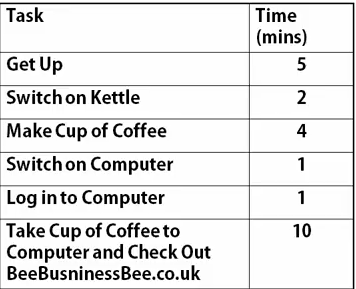 Task Time
(mins)
Get Up 5
Switch on Kettle 2
Make Cup of Coffee 4
Switch on Computer 1
Log in to Computer 1
Take Cup of Coffee to 10
Computer and Check Out
BeeBusninessBee.co.uk